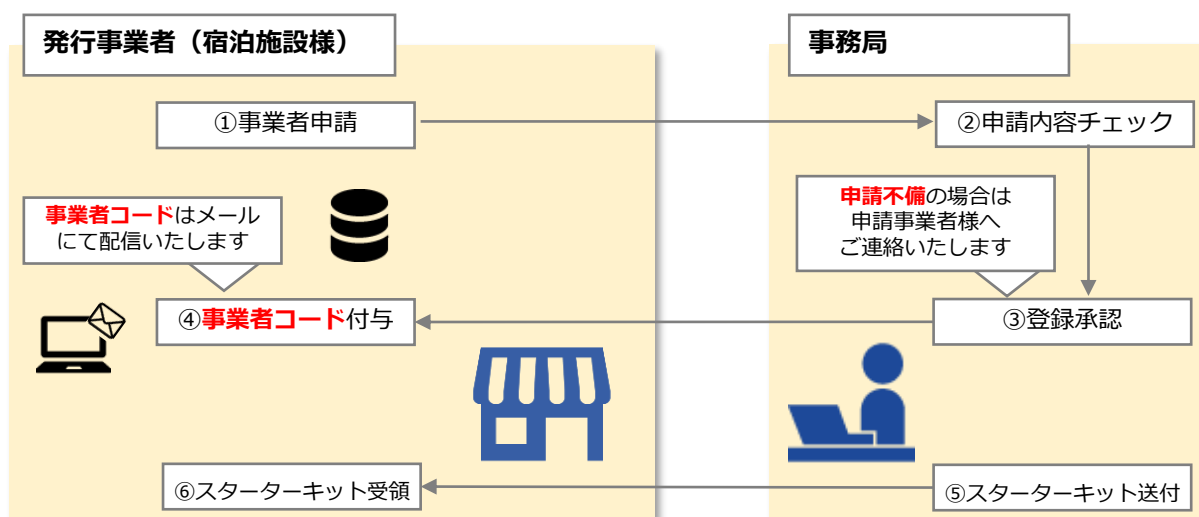 発行事業者（宿泊施設様）
事務局
①事業者申請
②申請内容チェック
事業者コードはメール
にて配信いたします
申請不備の場合は
申請事業者様へ
ご連絡いたします
④事業者コード付与
③登録承認
⑥スターターキット受領
⑤スターターキット送付